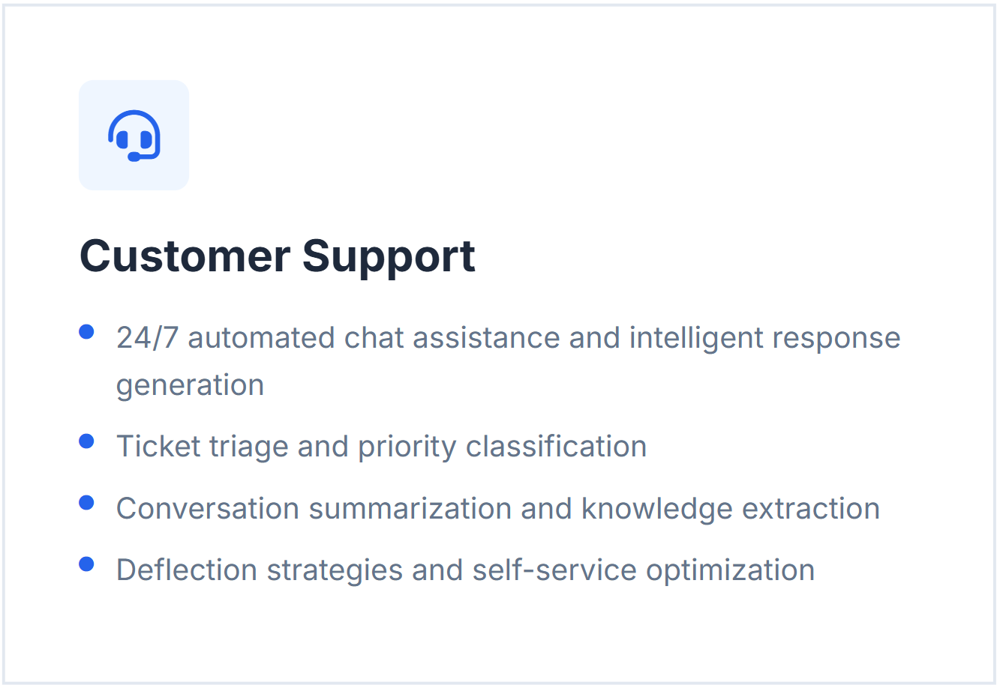 Customer Support
24/7 automated chat assistance and intelligent response
generation
Ticket triage and priority classification
Conversation summarization and knowledge extraction
Deflection strategies and self-service optimization